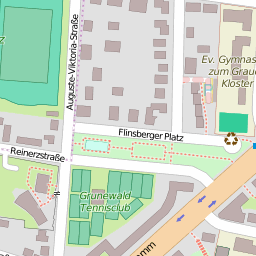 Auguste-Viktoria-Straße
Ev. Gymnas
zum Graue
Kloster
Flinsberger Platz
Reinerzstraße
Grunewald
Tennisclub
mm